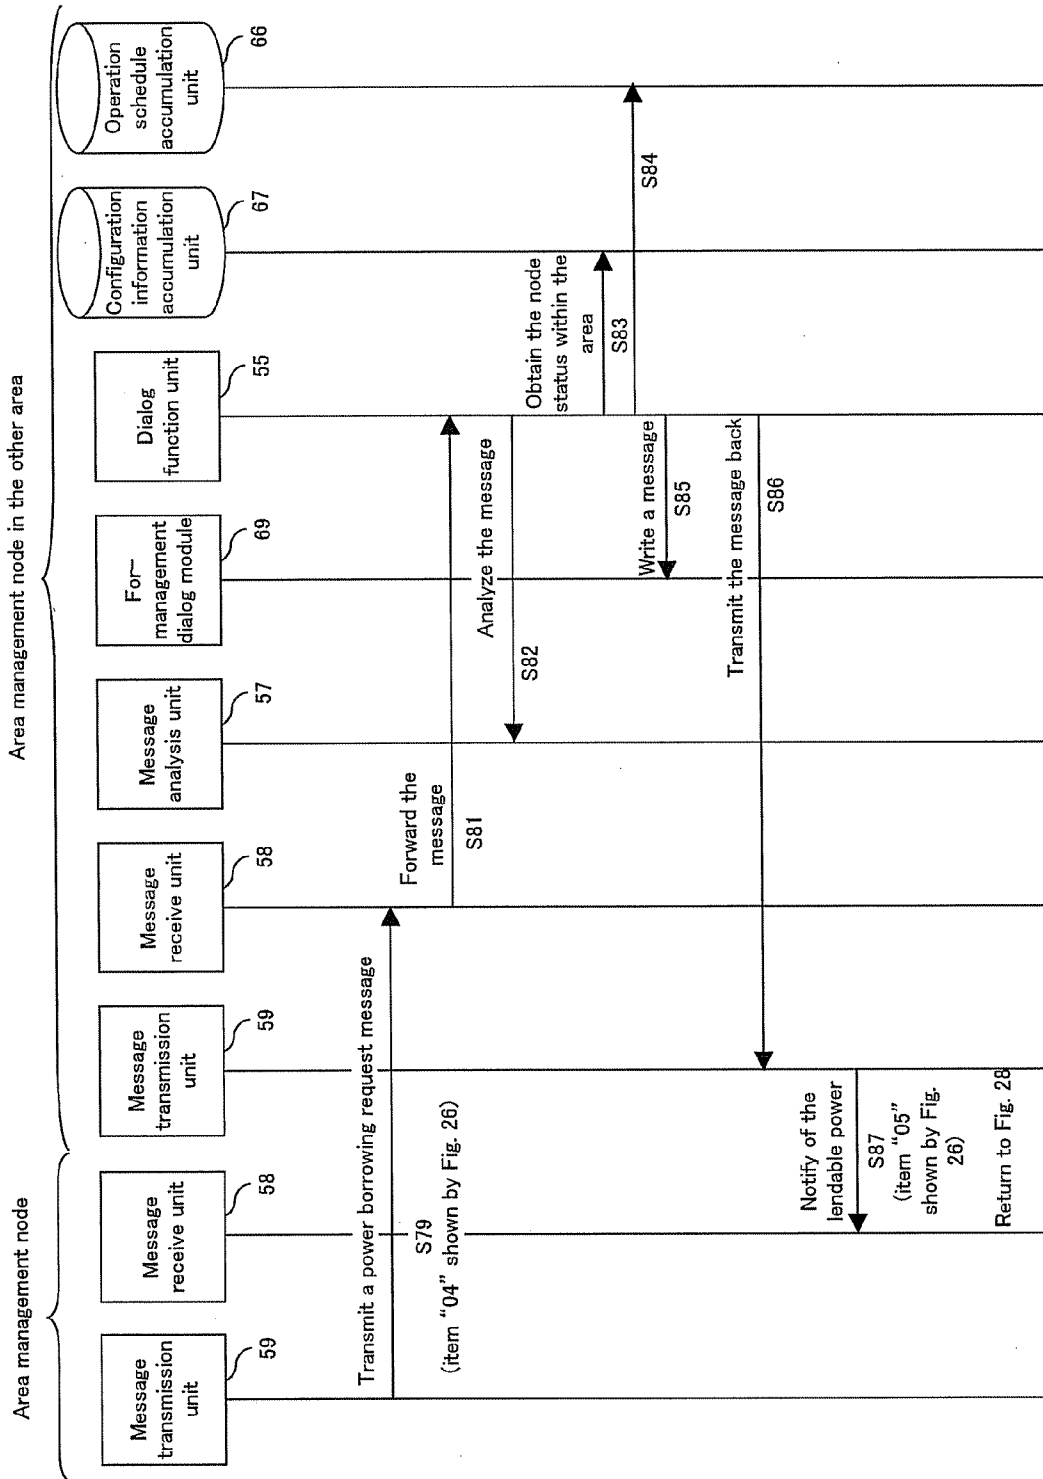 Area management node
Area management node in the other area
Message
transmission
unit
59
Message
receive unit
58
Message
transmission
unit
59
Message
receive unit
58
Message
analysis unit
57
For-
management
dialog module
69
Dialog
function unit
55
Configuration
information
accumulation
unit
67
Operation
schedule
accumulation
unit
66
Transmit a power borrowing request message
S79
(item "04" shown by Fig. 26)
Forward the
message
S81
Analyze the message
S82
Obtain the node
status within the
area
S83
S84
Write a message
S85
Transmit the message back
S86
Notify of the
lendable power
S87
(item "05"
shown by Fig.
26)
Return to Fig. 28